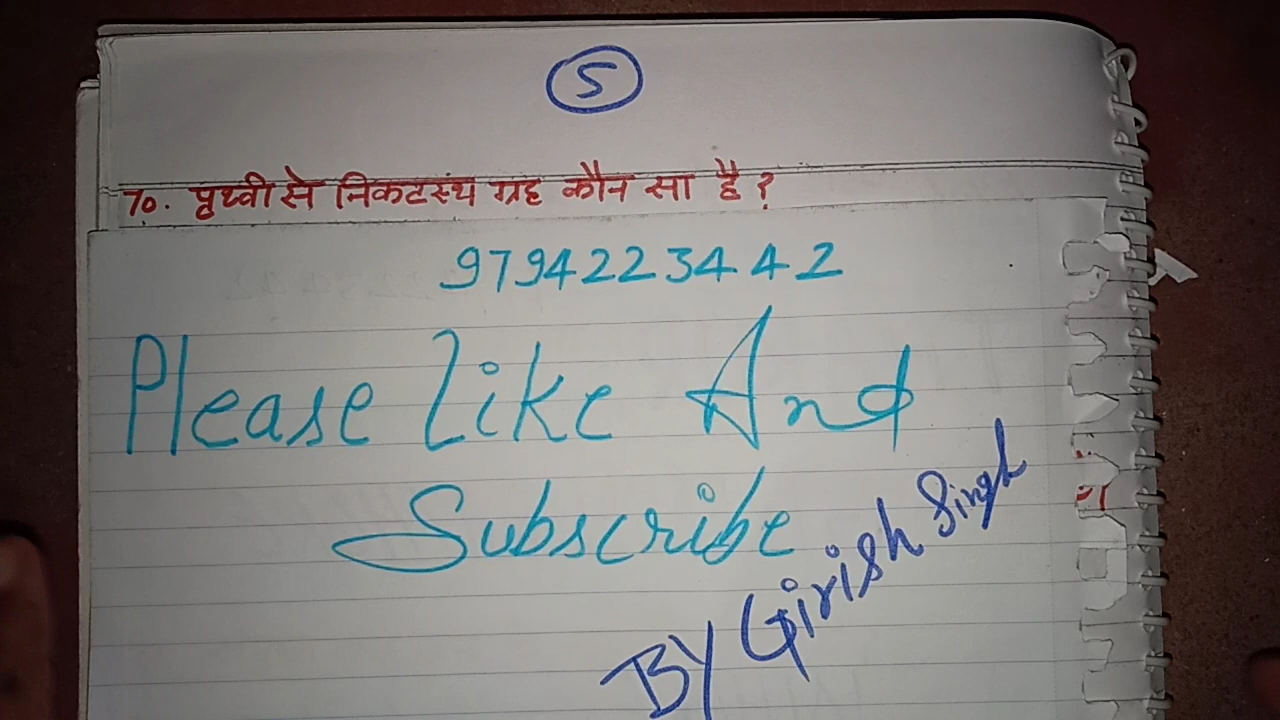 5
70. पृथ्वी से निकटस्थ ग्रह कौन सा है ?
9794223442
Please Like And
Subscribe
By Girish Singh